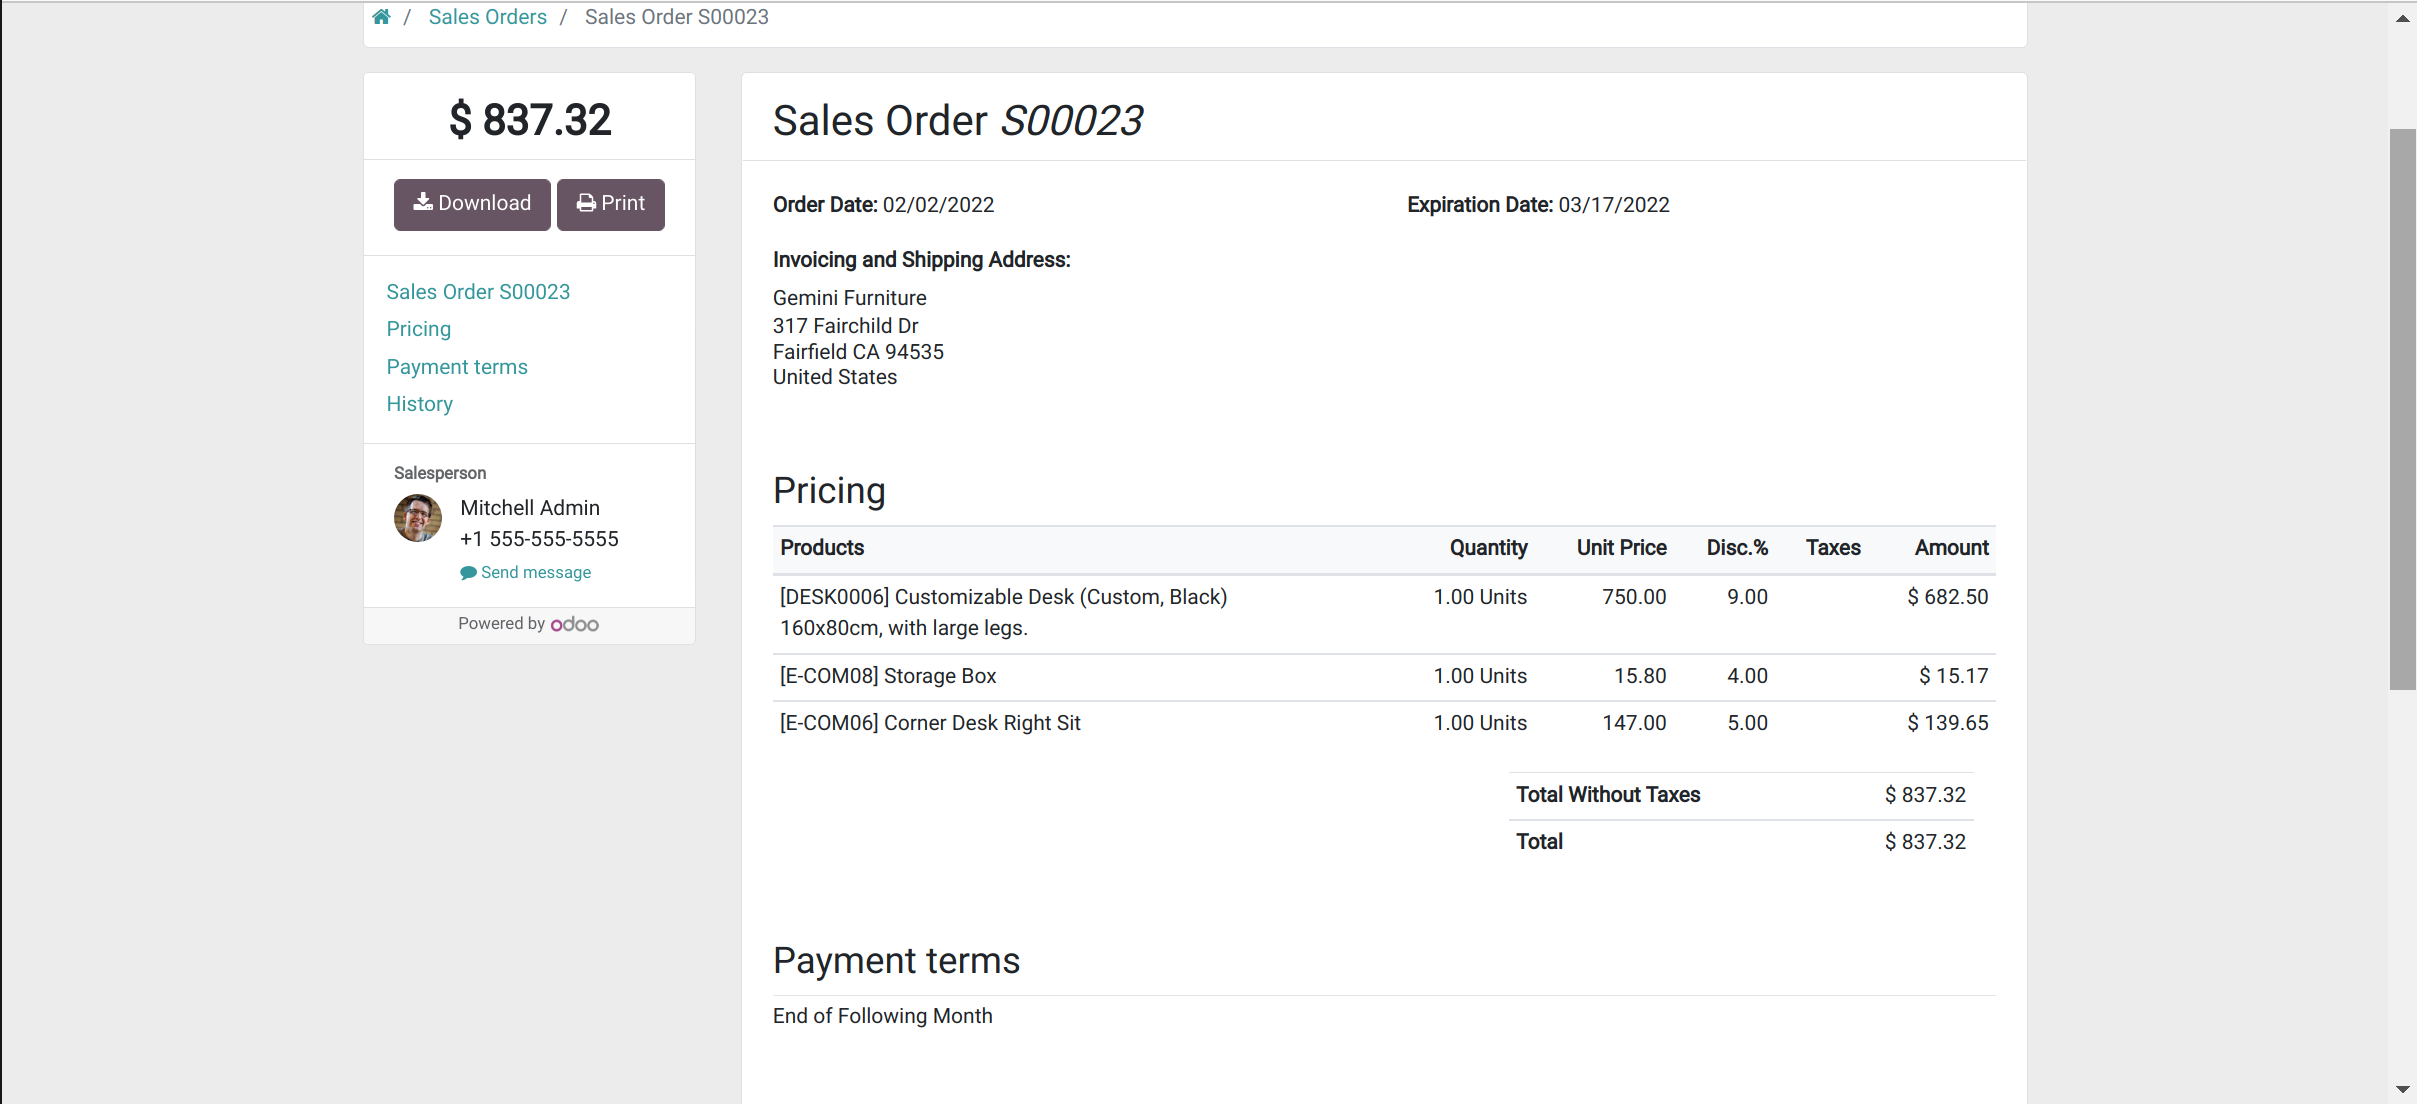 / Sales Orders / Sales Order S00023
$ 837.32
Download Print
Sales Order S00023
Pricing
Payment terms
History
Salesperson
Mitchell Admin
+1 555-555-5555
Send message
Powered by odoo
Sales Order S00023
Order Date: 02/02/2022 Expiration Date: 03/17/2022
Invoicing and Shipping Address:
Gemini Furniture
317 Fairchild Dr
Fairfield CA 94535
United States
Pricing
Products Quantity Unit Price Disc.% Taxes Amount
[DESK0006] Customizable Desk (Custom, Black) 1.00 Units 750.00 9.00 $ 682.50
160x80cm, with large legs.
[E-COM08] Storage Box 1.00 Units 15.80 4.00 $ 15.17
[E-COM06] Corner Desk Right Sit 1.00 Units 147.00 5.00 $ 139.65
Total Without Taxes $ 837.32
Total $ 837.32
Payment terms
End of Following Month